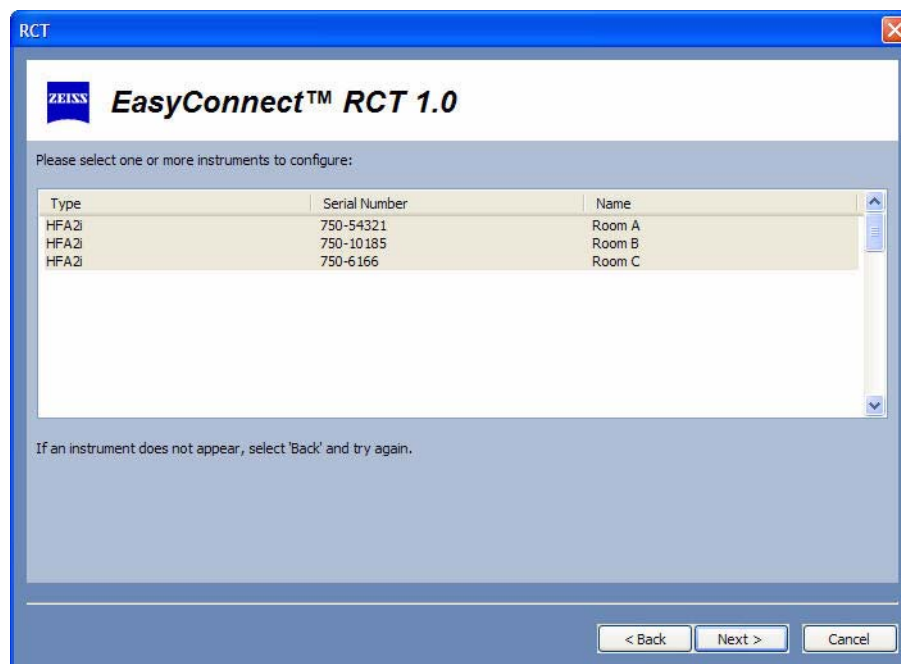 RCT
ZEISS
EasyConnect™ RCT 1.0
Please select one or more instruments to configure:
Type Serial Number Name
HFA2i 750-54321 Room A
HFA2i 750-10185 Room B
HFA2i 750-6166 Room C
If an instrument does not appear, select 'Back' and try again.
< Back Next > Cancel